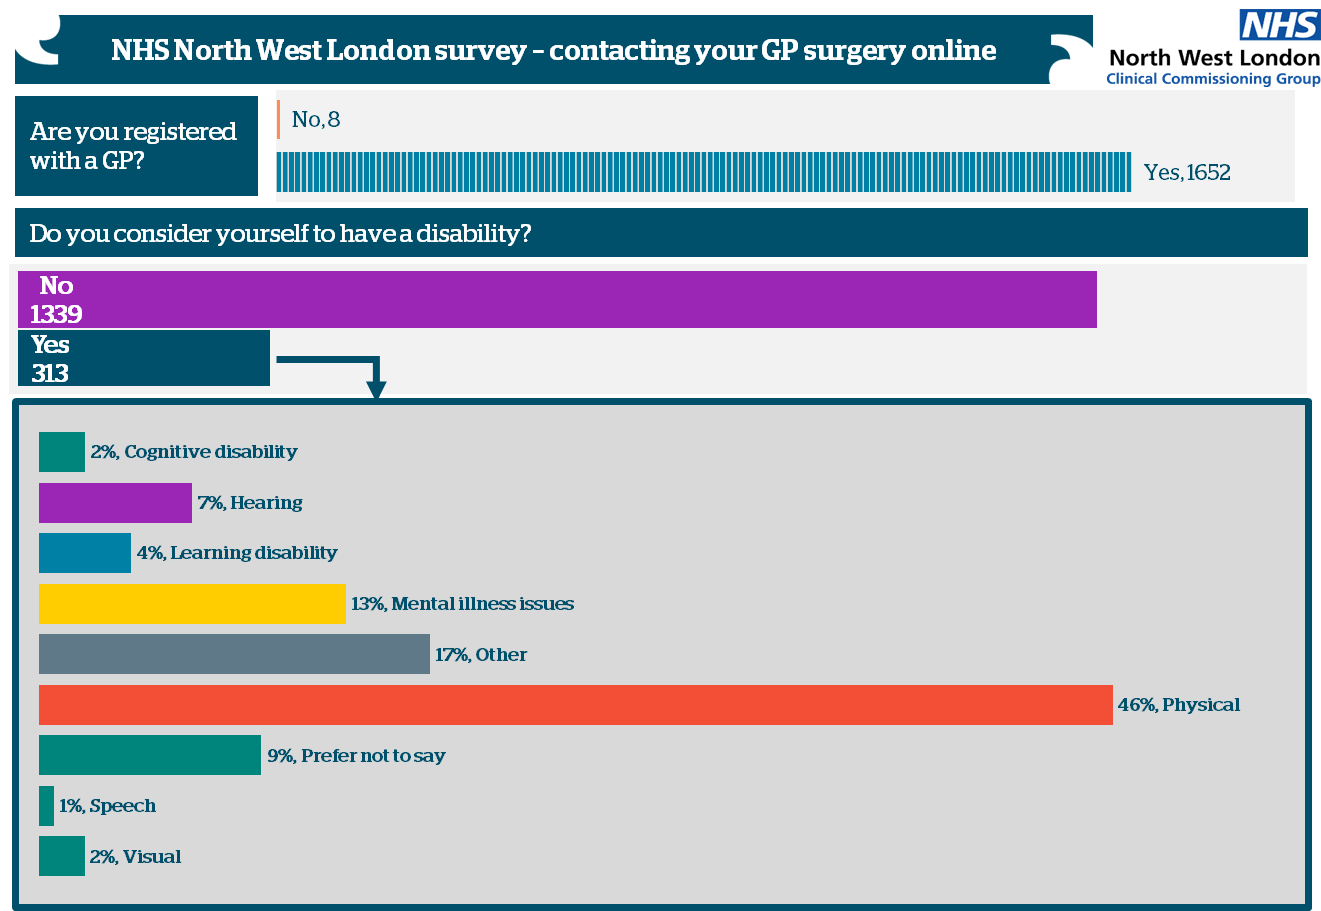 NHS North West London survey – contacting your GP surgery online
NHS
North West London
Clinical Commissioning Group
Are you registered
with a GP?
No, 8
Yes, 1652
Do you consider yourself to have a disability?
No
1339
Yes
313
2%, Cognitive disability
7%, Hearing
4%, Learning disability
13%, Mental illness issues
17%, Other
46%, Physical
9%, Prefer not to say
1%, Speech
2%, Visual